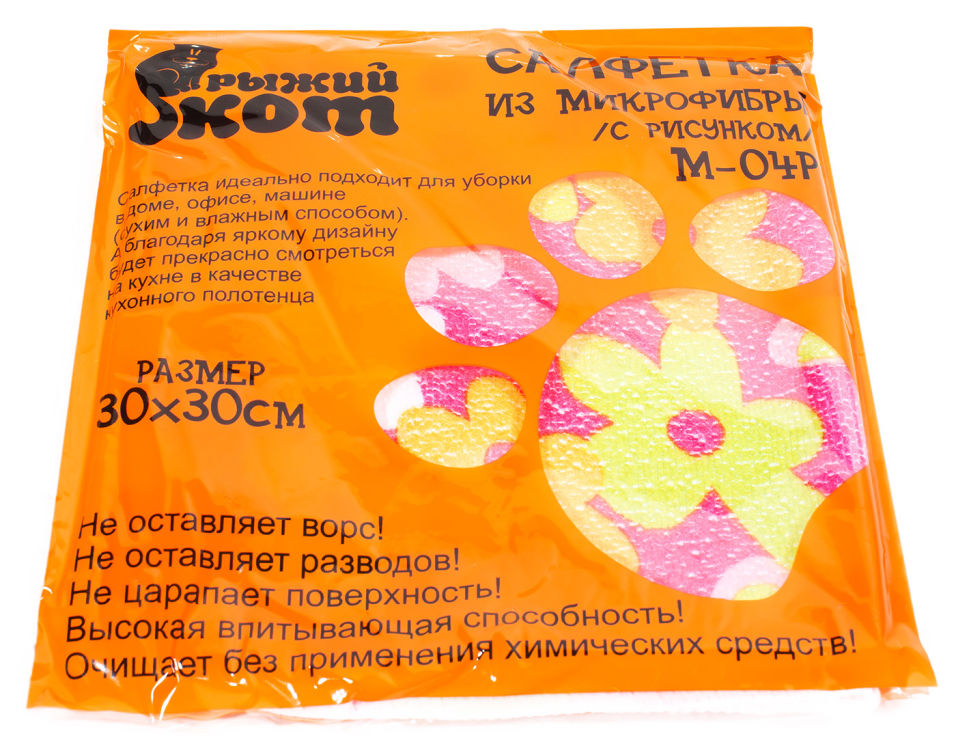 РЫЖИЙ
КОТ
САЛФЕТКА
ИЗ МИКРОФИБРЫ
/С РИСУНКОМ/
М-04Р
Салфетка идеально подходит для уборки
в доме, офисе, машине
(сухим и влажным способом).
А благодаря яркому дизайну
будет прекрасно смотреться
на кухне в качестве
кухонного полотенца
РАЗМЕР
30х30см
Не оставляет ворс!
Не оставляет разводов!
Не царапает поверхность!
Высокая впитывающая способность!
Очищает без применения химических средств!